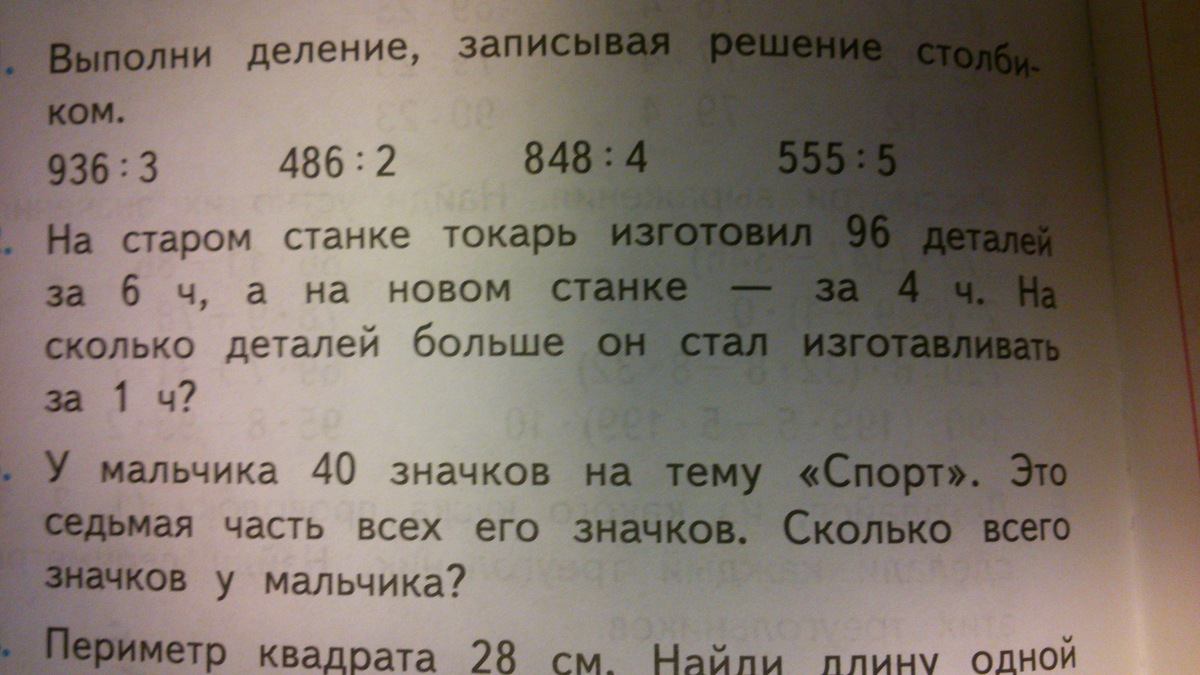 Выполни деление, записывая решение столби-
ком.
936 : 3 486 : 2 848 : 4 555 : 5
На старом станке токарь изготовил 96 деталей
за 6 ч, а на новом станке — за 4 ч. На
сколько деталей больше он стал изготавливать
за 1 ч?
У мальчика 40 значков на тему «Спорт». Это
седьмая часть всех его значков. Сколько всего
значков у мальчика?
Периметр квадрата 28 см. Найди длину одной